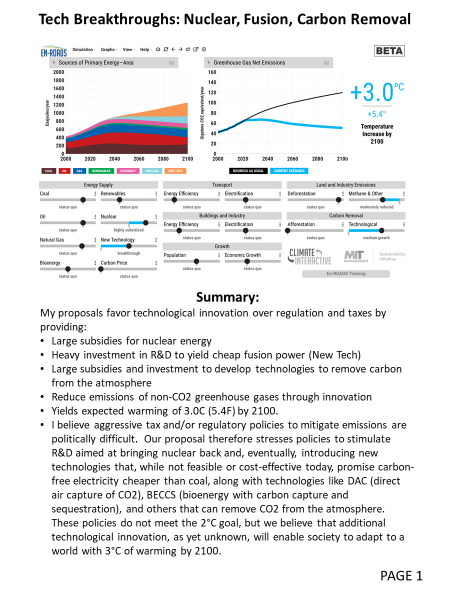 Tech Breakthroughs: Nuclear, Fusion, Carbon Removal
EN-ROADS
Simulation Graphs View Help
BETA
Sources of Primary Energy—Area
Greenhouse Gas Net Emissions
Exajoules/year
2000
1800
1600
1400
1200
1000
800
600
400
200
0
2000 2020 2040 2060 2080 2100
Gigatons CO2 equivalent/year
160
140
120
100
80
60
40
20
0
2000 2020 2040 2060 2080 2100
+3.0°C
+5.4°F
Temperature
Increase by
2100
COAL OIL GAS RENEWABLES BIOENERGY NUCLEAR NEW TECH
BUSINESS AS USUAL CURRENT SCENARIO
Energy Supply
Transport
Land and Industry Emissions
Coal
status quo
Renewables
status quo
Energy Efficiency
status quo
Electrification
status quo
Deforestation
status quo
Methane & Other
moderately reduced
Oil
status quo
Nuclear
highly subsidized
Buildings and Industry
Energy Efficiency
status quo
Electrification
status quo
Carbon Removal
Afforestation
status quo
Technological
medium growth
Natural Gas
status quo
New Technology
breakthrough
Growth
Population
status quo
Economic Growth
status quo
Bioenergy
status quo
Carbon Price
status quo
CLIMATE
INTERACTIVE
MIT
MANAGEMENT
Sustainability
Initiative
En-ROADS Training
Summary:
My proposals favor technological innovation over regulation and taxes by
providing:
• Large subsidies for nuclear energy
• Heavy investment in R&D to yield cheap fusion power (New Tech)
• Large subsidies and investment to develop technologies to remove carbon
from the atmosphere
• Reduce emissions of non-CO2 greenhouse gases through innovation
• Yields expected warming of 3.0C (5.4F) by 2100.
• I believe aggressive tax and/or regulatory policies to mitigate emissions are
politically difficult. Our proposal therefore stresses policies to stimulate
R&D aimed at bringing nuclear back and, eventually, introducing new
technologies that, while not feasible or cost-effective today, promise carbon-
free electricity cheaper than coal, along with technologies like DAC (direct
air capture of CO2), BECCS (bioenergy with carbon capture and
sequestration), and others that can remove CO2 from the atmosphere.
These policies do not meet the 2°C goal, but we believe that additional
technological innovation, as yet unknown, will enable society to adapt to a
world with 3°C of warming by 2100.
PAGE 1